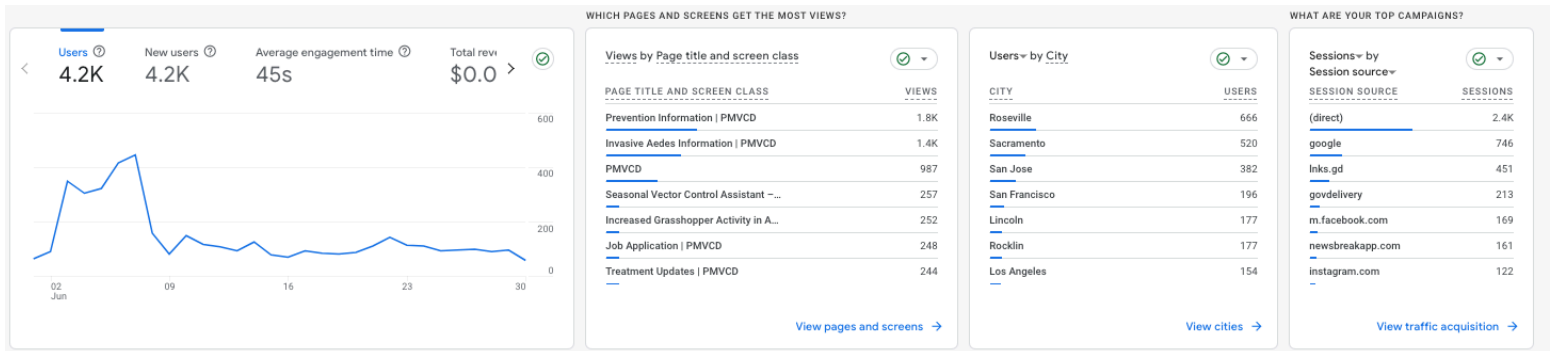 WHICH PAGES AND SCREENS GET THE MOST VIEWS?
WHAT ARE YOUR TOP CAMPAIGNS?
Users
4.2K
New users
4.2K
Average engagement time
45s
Total reve
$0.0
600
400
200
0
02
Jun
09
16
23
30
Views by Page title and screen class
PAGE TITLE AND SCREEN CLASS VIEWS
Prevention Information | PMVCD 1.8K
Invasive Aedes Information | PMVCD 1.4K
PMVCD 987
Seasonal Vector Control Assistant –... 257
Increased Grasshopper Activity in A... 252
Job Application | PMVCD 248
Treatment Updates | PMVCD 244
View pages and screens
Users by City
CITY USERS
Roseville 666
Sacramento 520
San Jose 382
San Francisco 196
Lincoln 177
Rocklin 177
Los Angeles 154
View cities
Sessions by
Session source
SESSION SOURCE SESSIONS
(direct) 2.4K
google 746
lnks.gd 451
govdelivery 213
m.facebook.com 169
newsbreakapp.com 161
instagram.com 122
View traffic acquisition